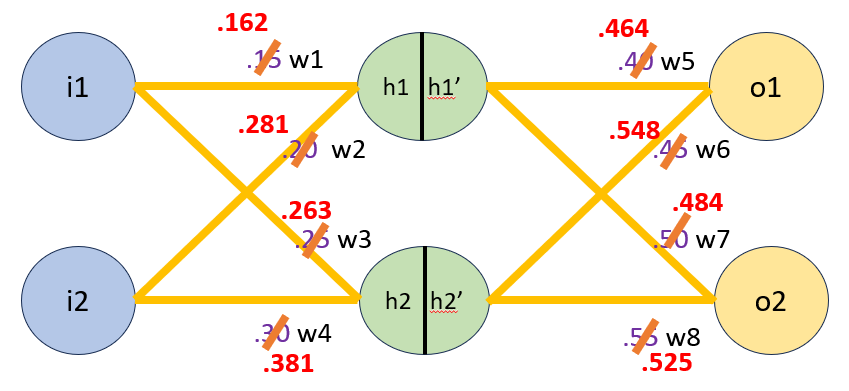 .162
.15 w1
i1
h1 h1’
.464
.40 w5
o1
.281
.20 w2
.548
.45 w6
.263
.25 w3
.484
.50 w7
i2
h2 h2’
o2
.30 w4
.381
.55 w8
.525